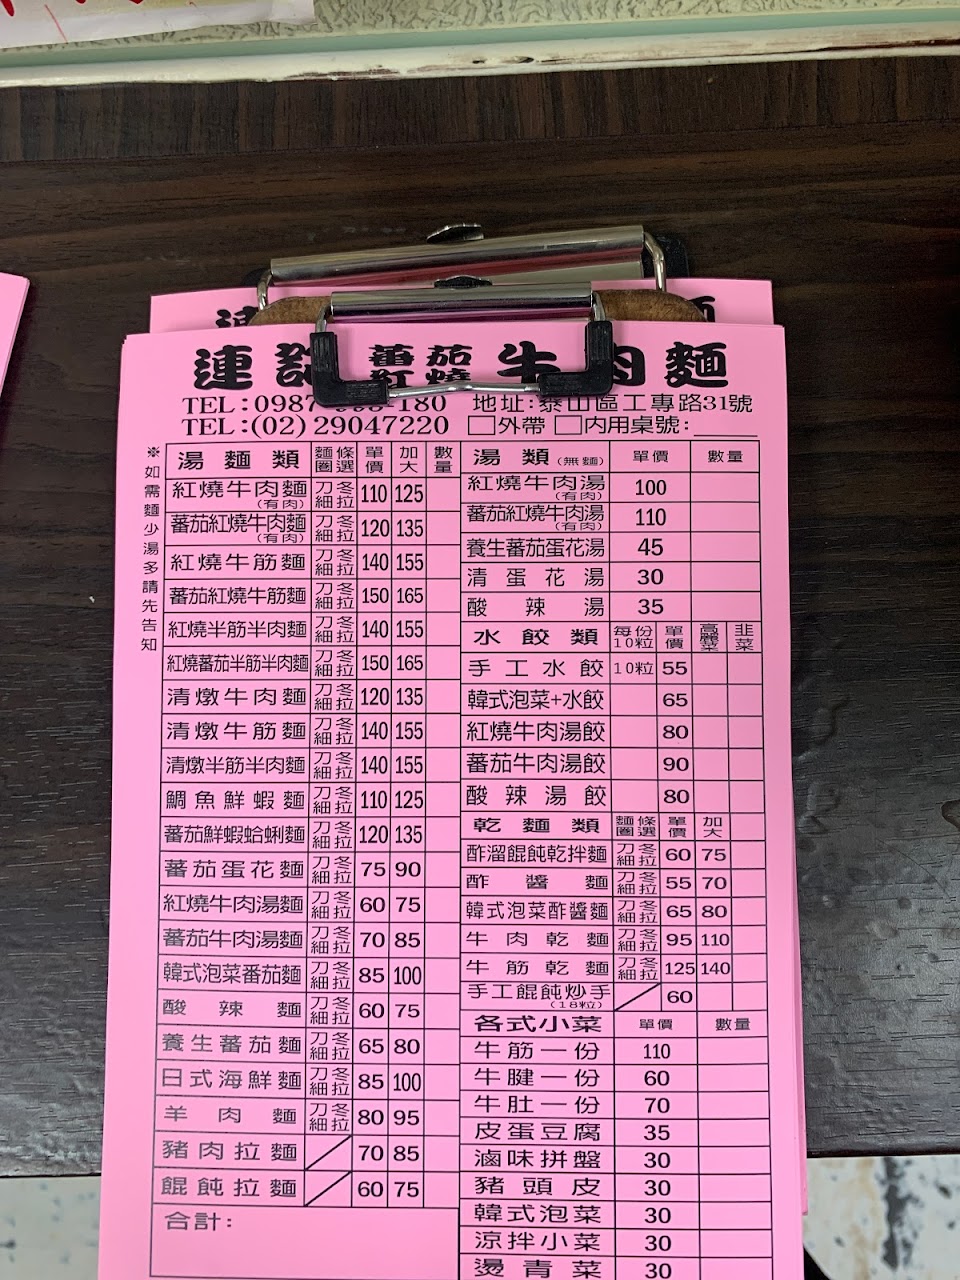 連記 蕃茄紅燒 牛肉麵
TEL:0987 180 地址:泰山區工專路31號
TEL:(02)29047220 □外帶 □內用桌號:
※如需麵少湯多請先告知
湯麵類 麵條圈選 單價 加大 數量
紅燒牛肉麵(有肉) 刀冬細拉 110 125
蕃茄紅燒牛肉麵(有肉) 刀冬細拉 120 135
紅燒牛筋麵 刀冬細拉 140 155
蕃茄紅燒牛筋麵 刀冬細拉 150 165
紅燒半筋半肉麵 刀冬細拉 140 155
紅燒蕃茄半筋半肉麵 刀冬細拉 150 165
清燉牛肉麵 刀冬細拉 120 135
清燉牛筋麵 刀冬細拉 140 155
清燉半筋半肉麵 刀冬細拉 140 155
鯛魚鮮蝦麵 刀冬細拉 110 125
蕃茄鮮蝦蛤蜊麵 刀冬細拉 120 135
蕃茄蛋花麵 刀冬細拉 75 90
紅燒牛肉湯麵 刀冬細拉 60 75
蕃茄牛肉湯麵 刀冬細拉 70 85
韓式泡菜蕃茄麵 刀冬細拉 85 100
酸辣麵 刀冬細拉 60 75
養生蕃茄麵 刀冬細拉 65 80
日式海鮮麵 刀冬細拉 85 100
羊肉麵 刀冬細拉 80 95
豬肉拉麵 70 85
餛飩拉麵 60 75
合計:
湯類(無麵) 單價 數量
紅燒牛肉湯(有肉) 100
蕃茄紅燒牛肉湯(有肉) 110
養生蕃茄蛋花湯 45
清蛋花湯 30
酸辣湯 35
水餃類 每份10粒 單價 高麗菜 韭菜
手工水餃 10粒 55
韓式泡菜+水餃 65
紅燒牛肉湯餃 80
蕃茄牛肉湯餃 90
酸辣湯餃 80
乾麵類 麵條圈選 單價 加大
酢溜餛飩乾拌麵 刀冬細拉 60 75
酢醬麵 刀冬細拉 55 70
韓式泡菜酢醬麵 刀冬細拉 65 80
牛肉乾麵 刀冬細拉 95 110
牛筋乾麵 刀冬細拉 125 140
手工餛飩炒手(18粒) 60
各式小菜 單價 數量
牛筋一份 110
牛腱一份 60
牛肚一份 70
皮蛋豆腐 35
滷味拼盤 30
豬頭皮 30
韓式泡菜 30
涼拌小菜 30
燙青菜 30